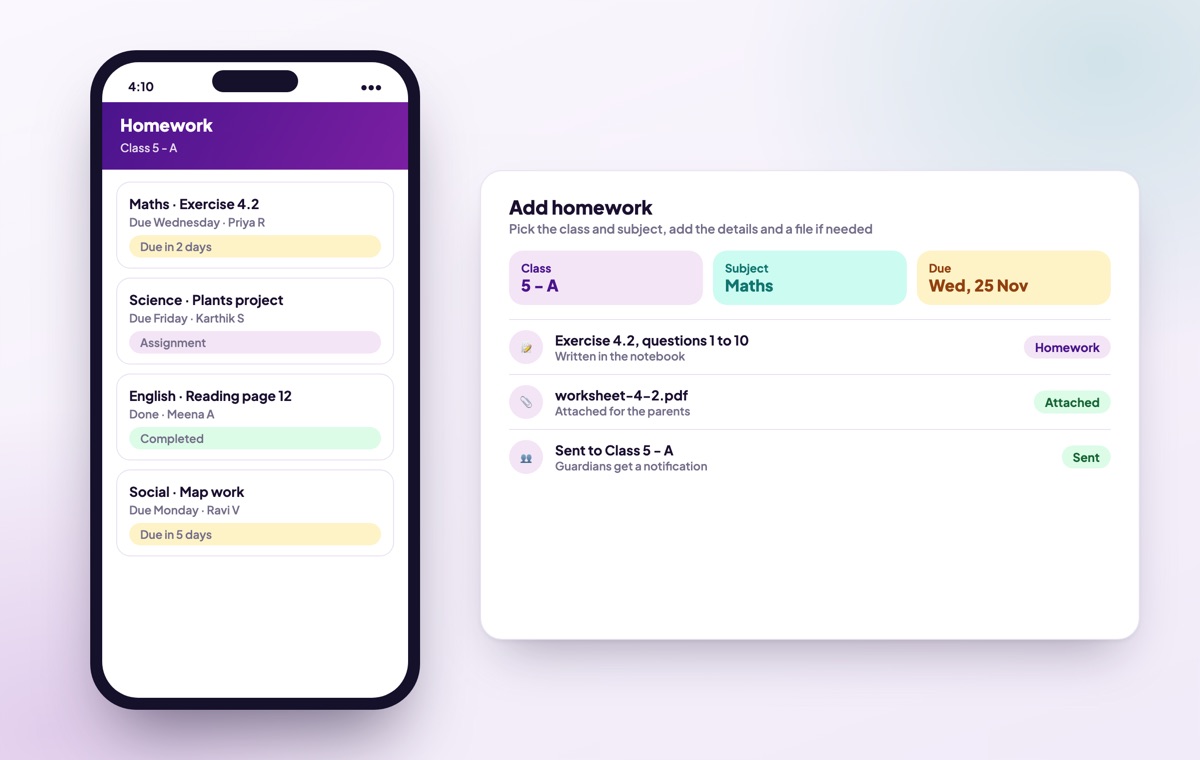 4:10
Homework
Class 5 - A
Maths · Exercise 4.2
Due Wednesday · Priya R
Due in 2 days
Science · Plants project
Due Friday · Karthik S
Assignment
English · Reading page 12
Done · Meena A
Completed
Social · Map work
Due Monday · Ravi V
Due in 5 days
Add homework
Pick the class and subject, add the details and a file if needed
Class
5 - A
Subject
Maths
Due
Wed, 25 Nov
Exercise 4.2, questions 1 to 10
Written in the notebook
Homework
worksheet-4-2.pdf
Attached for the parents
Attached
Sent to Class 5 - A
Guardians get a notification
Sent